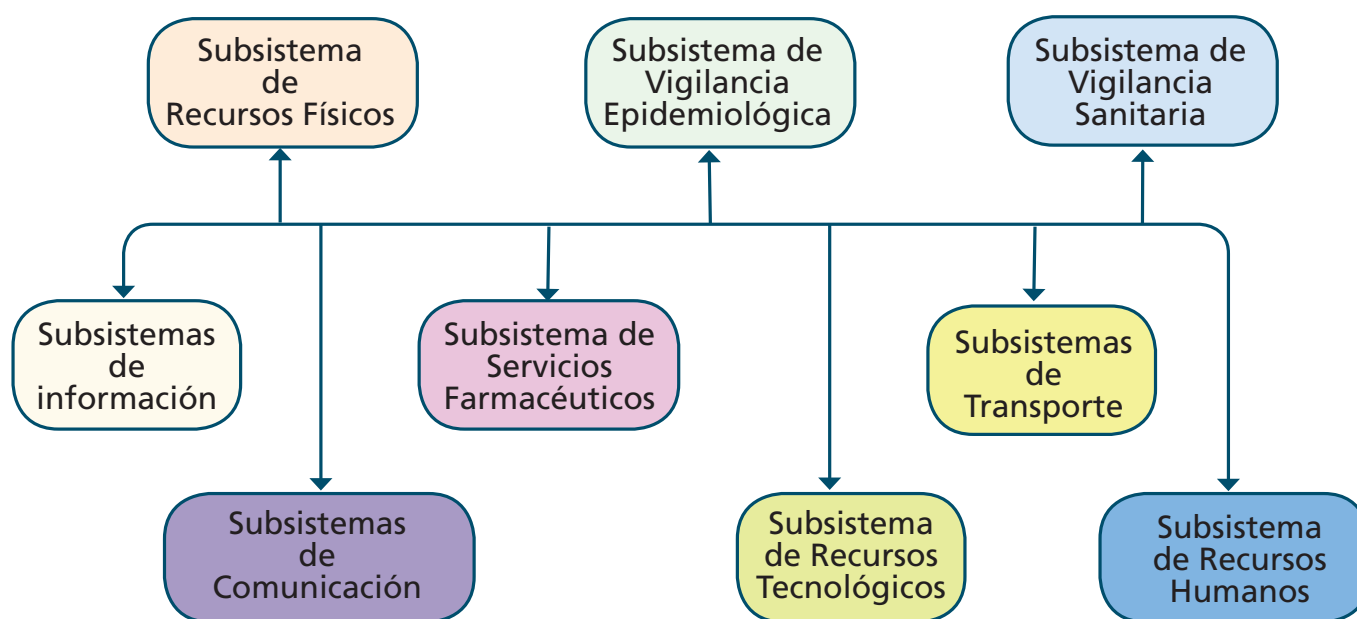 Subsistema
de
Recursos Físicos
Subsistema de
Vigilancia
Epidemiológica
Subsistema de
Vigilancia
Sanitaria
Subsistemas
de
información
Subsistema de
Servicios
Farmacéuticos
Subsistemas
de
Transporte
Subsistemas
de
Comunicación
Subsistema
de Recursos
Tecnológicos
Subsistema
de Recursos
Humanos